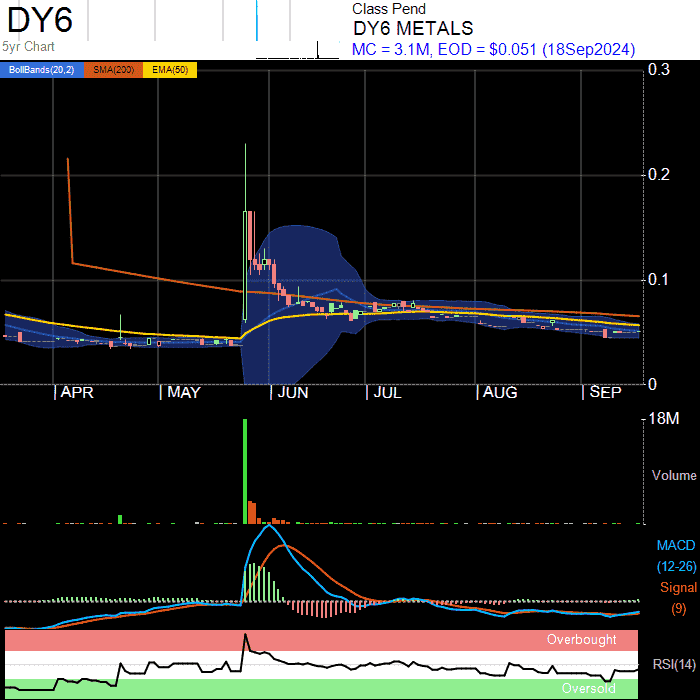 DY6
5yr Chart
Class Pend
DY6 METALS
MC = 3.1M, EOD = $0.051 (18Sep2024)
BollBands(20,2) SMA(200) EMA(50)
0.3
0.2
0.1
0
APR MAY JUN JUL AUG SEP
18M
Volume
MACD
(12-26)
Signal
(9)
Overbought
RSI(14)
Oversold